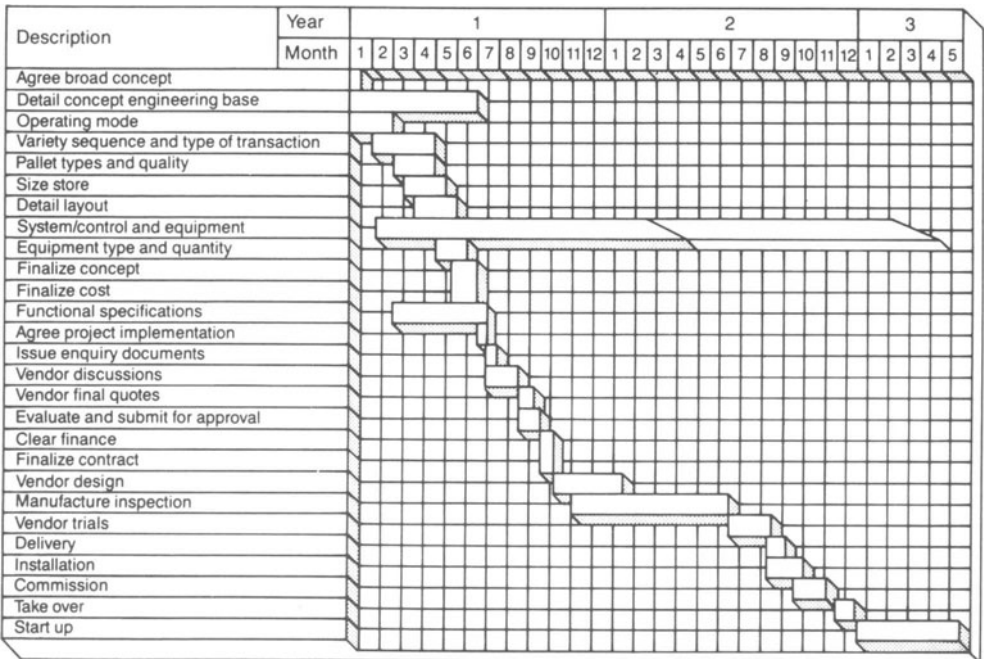 Description Year 1 2 3
Month 1 2 3 4 5 6 7 8 9 10 11 12 1 2 3 4 5 6 7 8 9 10 11 12 1 2 3 4 5
Agree broad concept
Detail concept engineering base
Operating mode
Variety sequence and type of transaction
Pallet types and quality
Size store
Detail layout
System/control and equipment
Equipment type and quantity
Finalize concept
Finalize cost
Functional specifications
Agree project implementation
Issue enquiry documents
Vendor discussions
Vendor final quotes
Evaluate and submit for approval
Clear finance
Finalize contract
Vendor design
Manufacture inspection
Vendor trials
Delivery
Installation
Commission
Take over
Start up